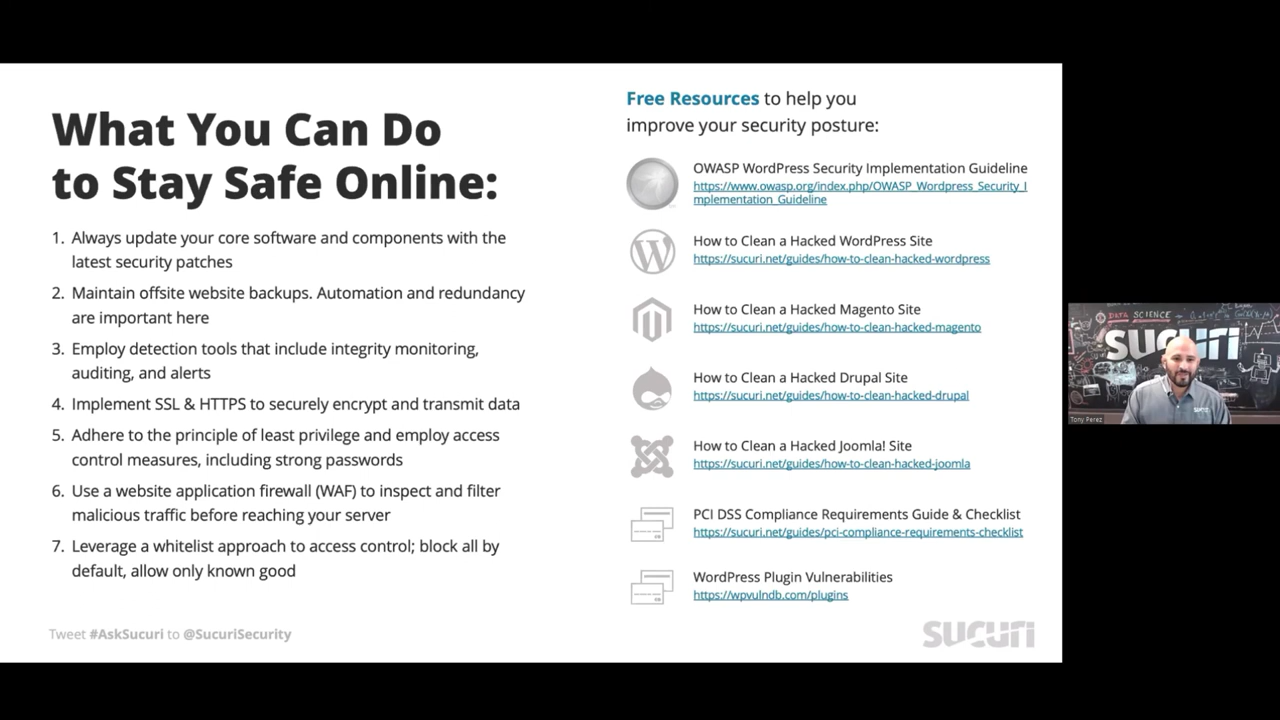 What You Can Do
to Stay Safe Online:
1. Always update your core software and components with the
latest security patches
2. Maintain offsite website backups. Automation and redundancy
are important here
3. Employ detection tools that include integrity monitoring,
auditing, and alerts
4. Implement SSL & HTTPS to securely encrypt and transmit data
5. Adhere to the principle of least privilege and employ access
control measures, including strong passwords
6. Use a website application firewall (WAF) to inspect and filter
malicious traffic before reaching your server
7. Leverage a whitelist approach to access control; block all by
default, allow only known good
Tweet #AskSucuri to @SucuriSecurity
Free Resources to help you
improve your security posture:
OWASP WordPress Security Implementation Guideline
https://www.owasp.org/index.php/OWASP_Wordpress_Security_I
mplementation_Guideline
How to Clean a Hacked WordPress Site
https://sucuri.net/guides/how-to-clean-hacked-wordpress
How to Clean a Hacked Magento Site
https://sucuri.net/guides/how-to-clean-hacked-magento
How to Clean a Hacked Drupal Site
https://sucuri.net/guides/how-to-clean-hacked-drupal
How to Clean a Hacked Joomla! Site
https://sucuri.net/guides/how-to-clean-hacked-joomla
PCI DSS Compliance Requirements Guide & Checklist
https://sucuri.net/guides/pci-compliance-requirements-checklist
WordPress Plugin Vulnerabilities
https://wpvulndb.com/plugins
sucuri
DATA SCIENCE
sucuri
Tony Perez